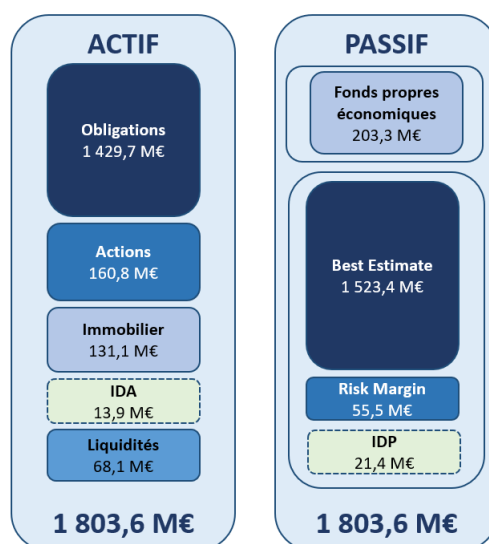 ACTIF
Obligations
1 429,7 M€
Actions
160,8 M€
Immobilier
131,1 M€
IDA
13,9 M€
Liquidités
68,1 M€
1 803,6 M€
PASSIF
Fonds propres
économiques
203,3 M€
Best Estimate
1 523,4 M€
Risk Margin
55,5 M€
IDP
21,4 M€
1 803,6 M€